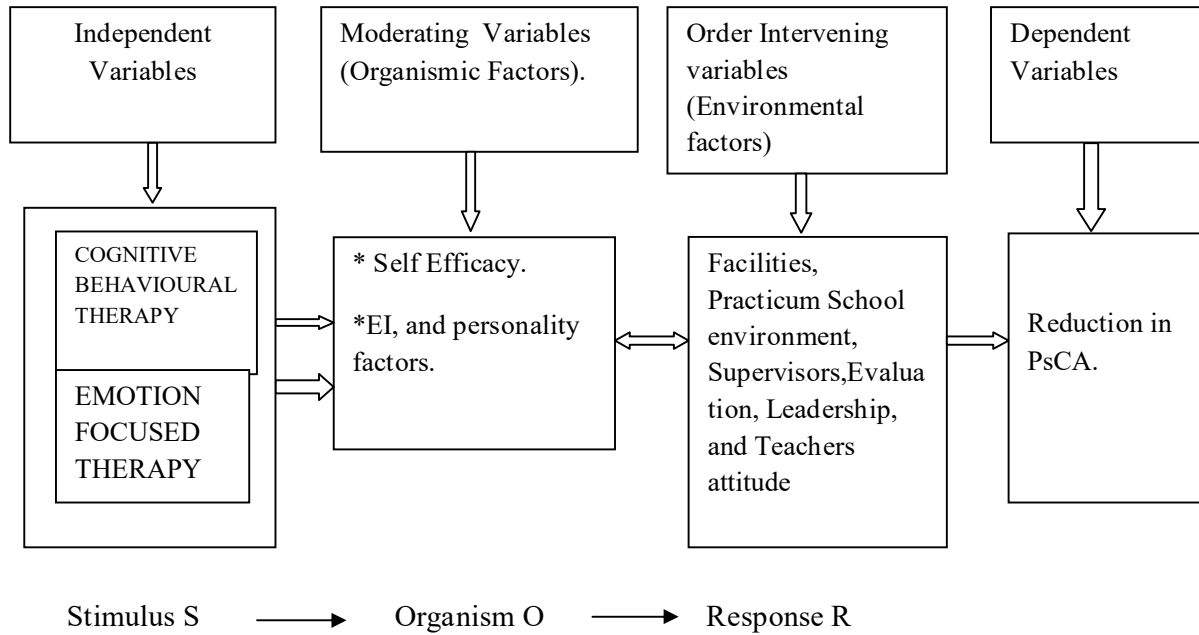 Independent
Variables
Moderating Variables
(Organismic Factors).
Order Intervening
variables
(Environmental
factors)
Dependent
Variables
COGNITIVE
BEHAVIOURAL
THERAPY
EMOTION
FOCUSED
THERAPY
* Self Efficacy.
*EI, and personality
factors.
Facilities,
Practicum School
environment,
Supervisors,Evalua
tion, Leadership,
and Teachers
attitude
Reduction in
PsCA.
Stimulus S Organism O Response R